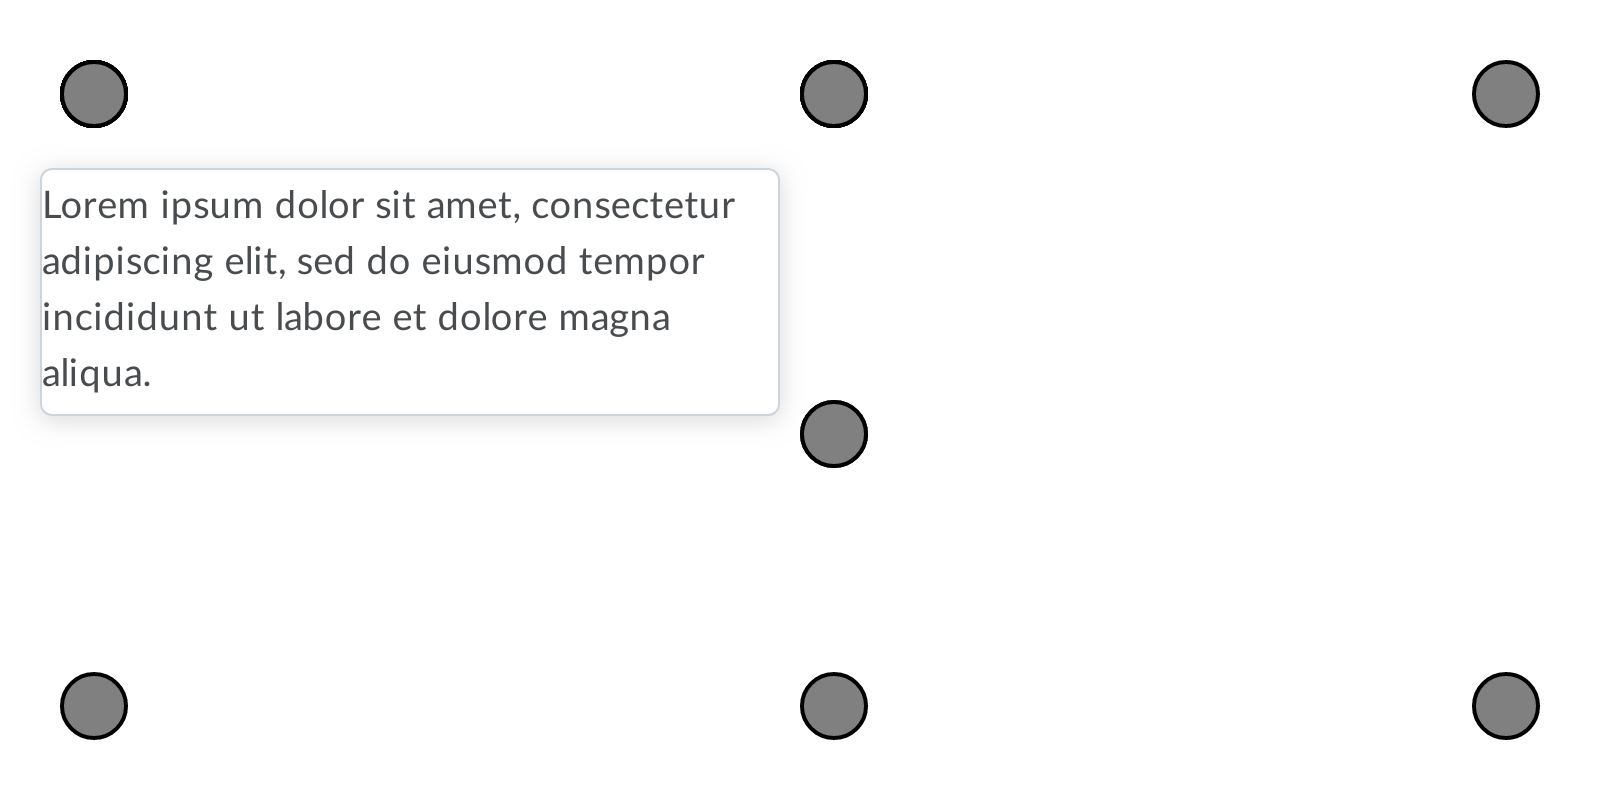 Lorem ipsum dolor sit amet, consectetur
adipiscing elit, sed do eiusmod tempor
incididunt ut labore et dolore magna
aliqua.